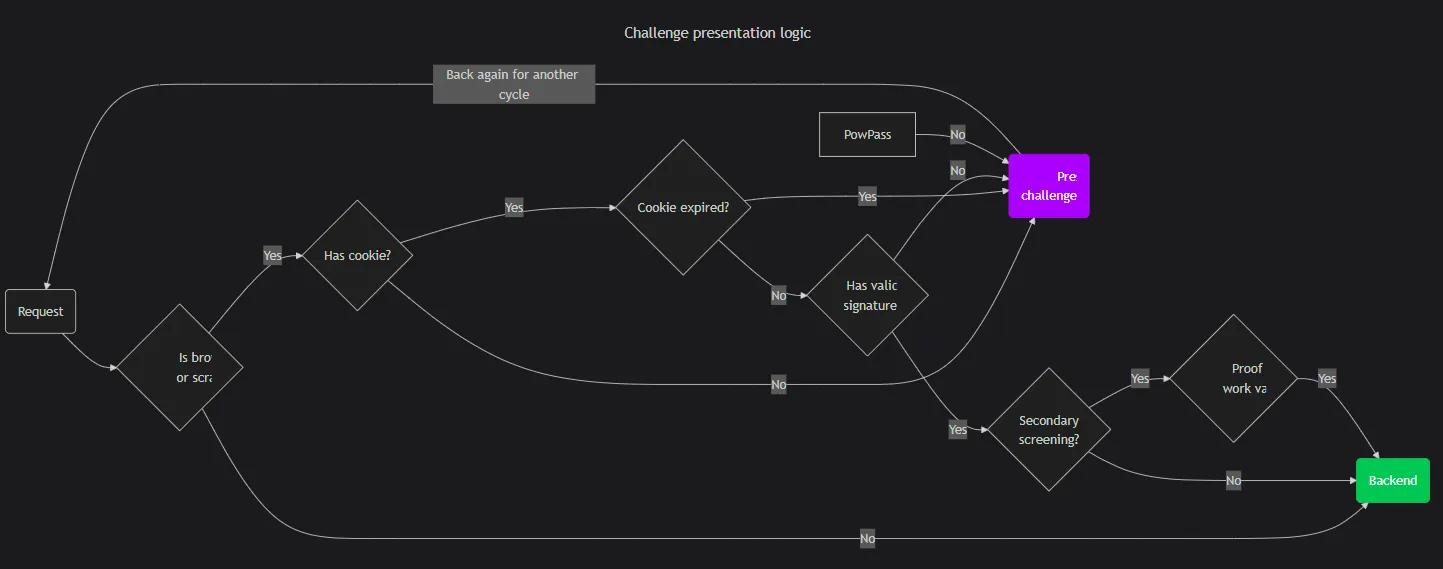 Challenge presentation logic
Back again for another
cycle
PowPass
No
No
Pre
challenge
Yes
Cookie expired?
Yes
Has cookie?
Yes
No
Has valic
signature
Request
Is bro
or scra
No
Yes
Secondary
screening?
Yes
Proof
work va
Yes
No
Backend
No